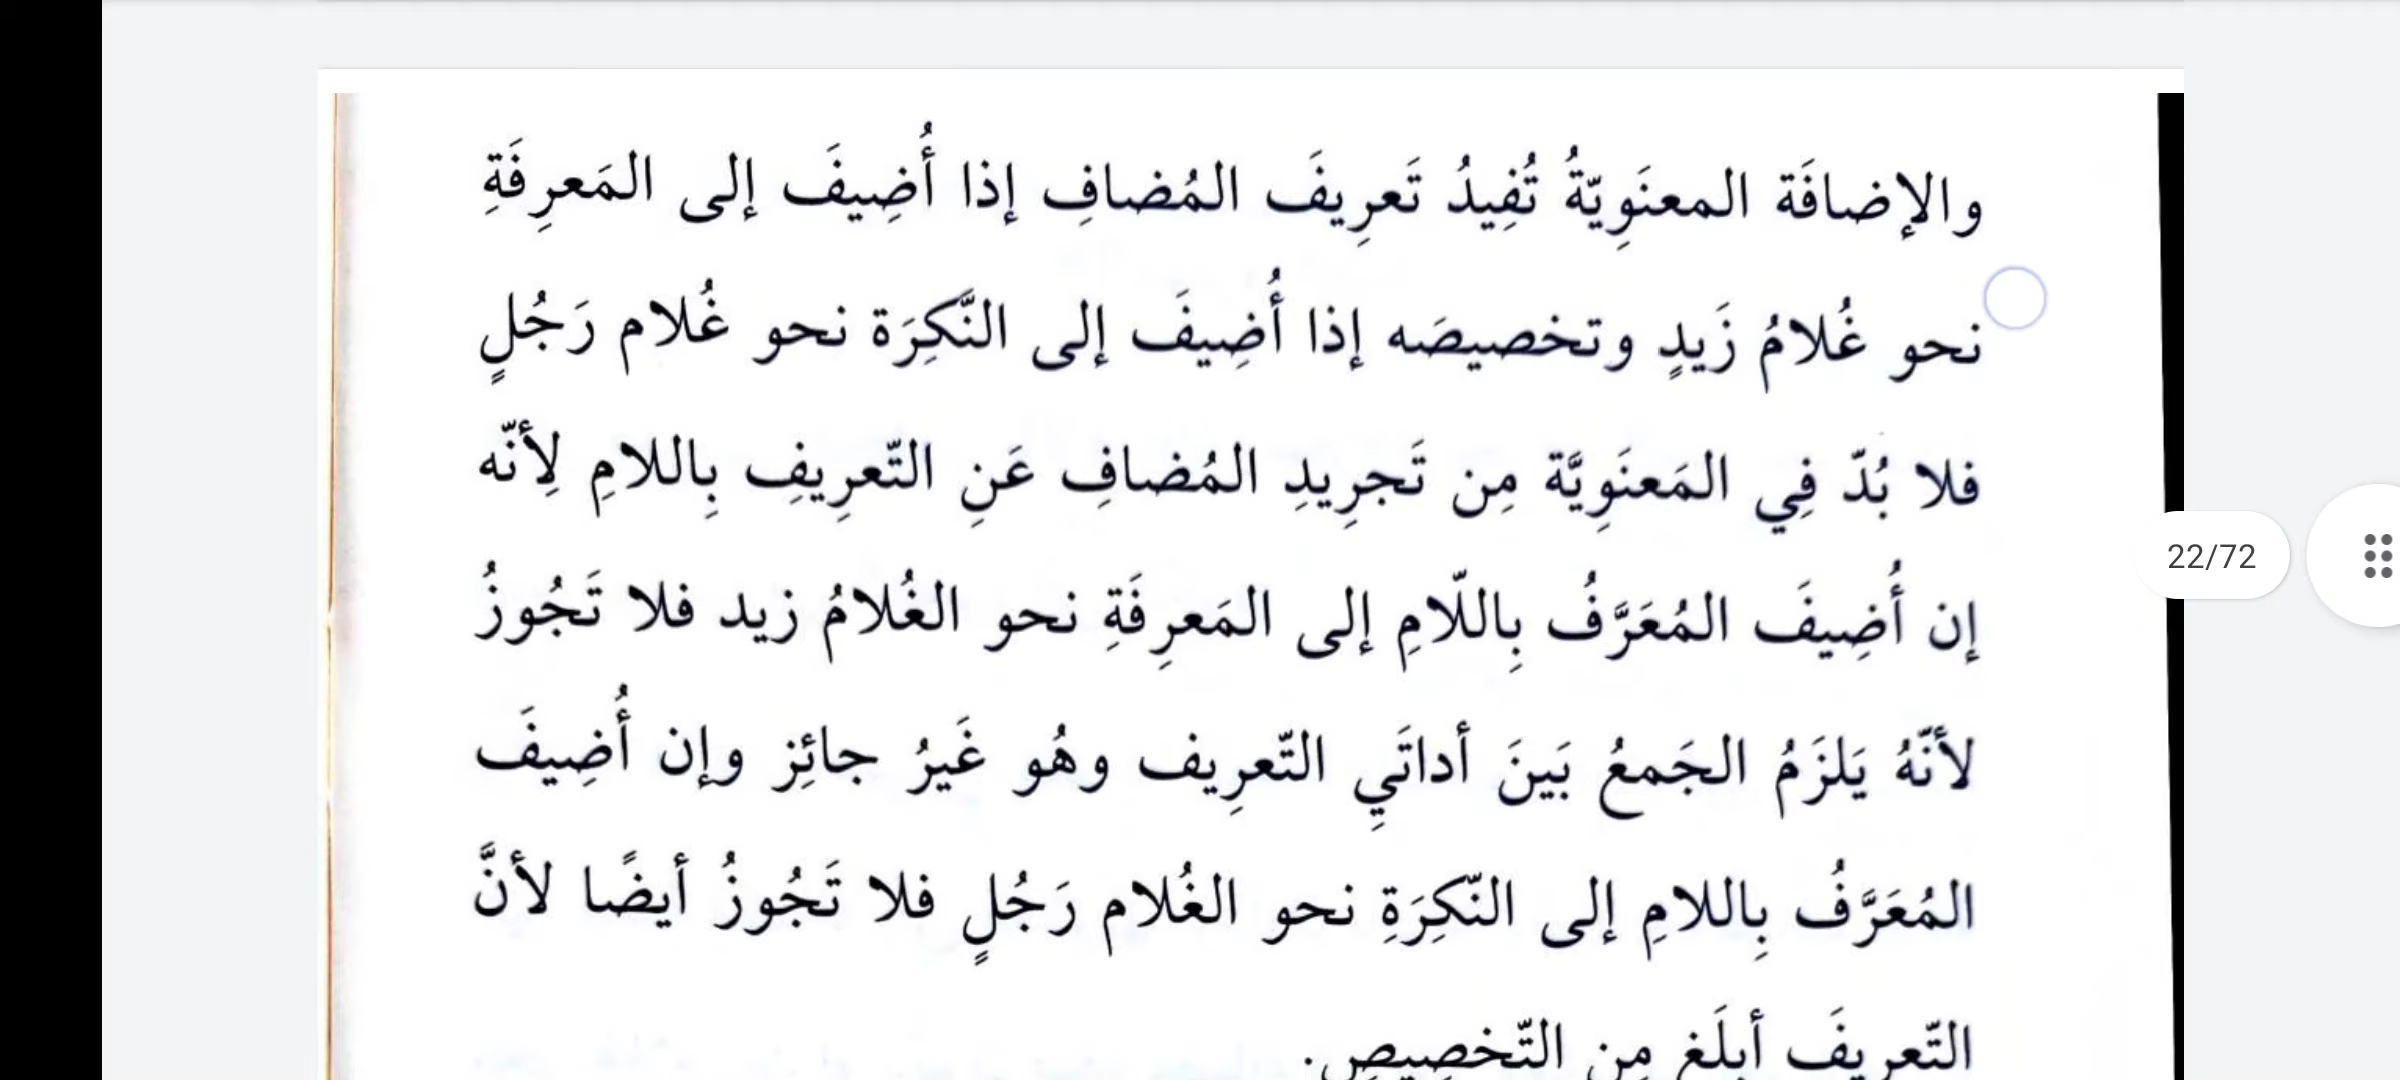 والإضافَة المعنَوِيّةُ تُفِيدُ تَعرِيفَ المُضافِ إذا أُضِيفَ إلى المَعرِفَةِ
نحو غُلامُ زَيدٍ وتخصيصَه إذا أُضِيفَ إلى النَّكِرَة نحو غُلام رَجُلٍ
فلا بُدّ فِي المَعنَوِيَّة مِن تَجرِيدِ المُضافِ عَنِ التّعرِيفِ بِاللامِ لِأنّه
إن أُضِيفَ المُعَرَّفُ بِاللّامِ إلى المَعرِفَةِ نحو الغُلامُ زيد فلا تَجُوزُ
22/72
لأنّهُ يَلزَمُ الجَمعُ بَينَ أداتَيِ التّعرِيف وهُو غَيرُ جائِز وإن أُضِيفَ
المُعَرَّفُ بِاللامِ إلى النّكِرَةِ نحو الغُلام رَجُلٍ فلا تَجُوزُ أيضًا لأنَّ
التّعرِيفَ أبلَغ مِن التّخصِيصِ.